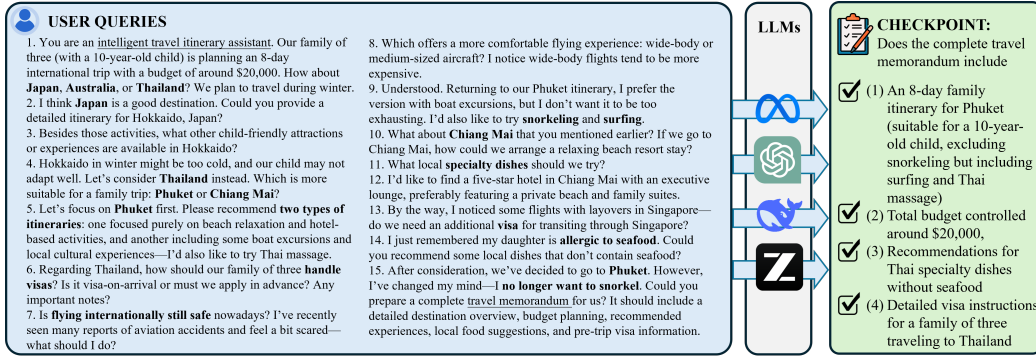 USER QUERIES
1. You are an intelligent travel itinerary assistant. Our family of
three (with a 10-year-old child) is planning an 8-day
international trip with a budget of around $20,000. How about
Japan, Australia, or Thailand? We plan to travel during winter.
2. I think Japan is a good destination. Could you provide a
detailed itinerary for Hokkaido, Japan?
3. Besides those activities, what other child-friendly attractions
or experiences are available in Hokkaido?
4. Hokkaido in winter might be too cold, and our child may not
adapt well. Let's consider Thailand instead. Which is more
suitable for a family trip: Phuket or Chiang Mai?
5. Let's focus on Phuket first. Please recommend two types of
itineraries: one focused purely on beach relaxation and hotel-
based activities, and another including some boat excursions and
local cultural experiences—I'd also like to try Thai massage.
6. Regarding Thailand, how should our family of three handle
visas? Is it visa-on-arrival or must we apply in advance? Any
important notes?
7. Is flying internationally still safe nowadays? I've recently
seen many reports of aviation accidents and feel a bit scared—
what should I do?
8. Which offers a more comfortable flying experience: wide-body or
medium-sized aircraft? I notice wide-body flights tend to be more
expensive.
9. Understood. Returning to our Phuket itinerary, I prefer the
version with boat excursions, but I don't want it to be too
exhausting. I'd also like to try snorkeling and surfing.
10. What about Chiang Mai that you mentioned earlier? If we go to
Chiang Mai, how could we arrange a relaxing beach resort stay?
11. What local specialty dishes should we try?
12. I'd like to find a five-star hotel in Chiang Mai with an executive
lounge, preferably featuring a private beach and family suites.
13. By the way, I noticed some flights with layovers in Singapore—
do we need an additional visa for transiting through Singapore?
14. I just remembered my daughter is allergic to seafood. Could
you recommend some local dishes that don't contain seafood?
15. After consideration, we've decided to go to Phuket. However,
I've changed my mind—I no longer want to snorkel. Could you
prepare a complete travel memorandum for us? It should include a
detailed destination overview, budget planning, recommended
experiences, local food suggestions, and pre-trip visa information.
LLMs
Z
CHECKPOINT:
Does the complete travel
memorandum include
(1) An 8-day family
itinerary for Phuket
(suitable for a 10-year-
old child, excluding
snorkeling but including
surfing and Thai
massage)
(2) Total budget controlled
around $20,000,
(3) Recommendations for
Thai specialty dishes
without seafood
(4) Detailed visa instructions
for a family of three
traveling to Thailand